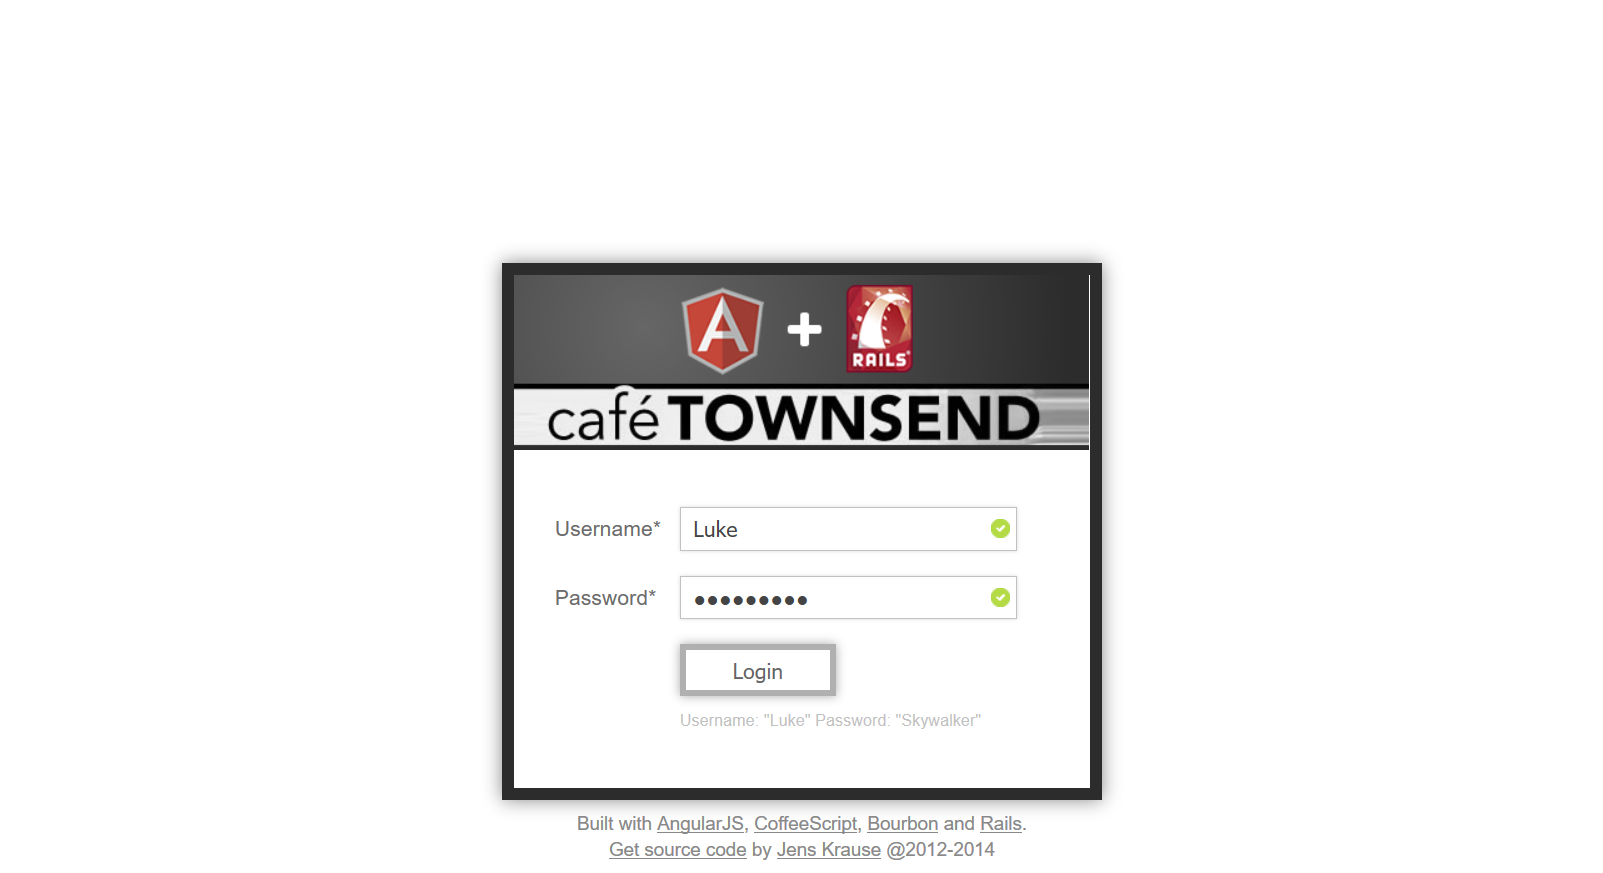 RAILS
café TOWNSEND
Username* Luke
Password* ●●●●●●●●●
Login
Username: "Luke" Password: "Skywalker"
Built with AngularJS, CoffeeScript, Bourbon and Rails.
Get source code by Jens Krause @2012-2014